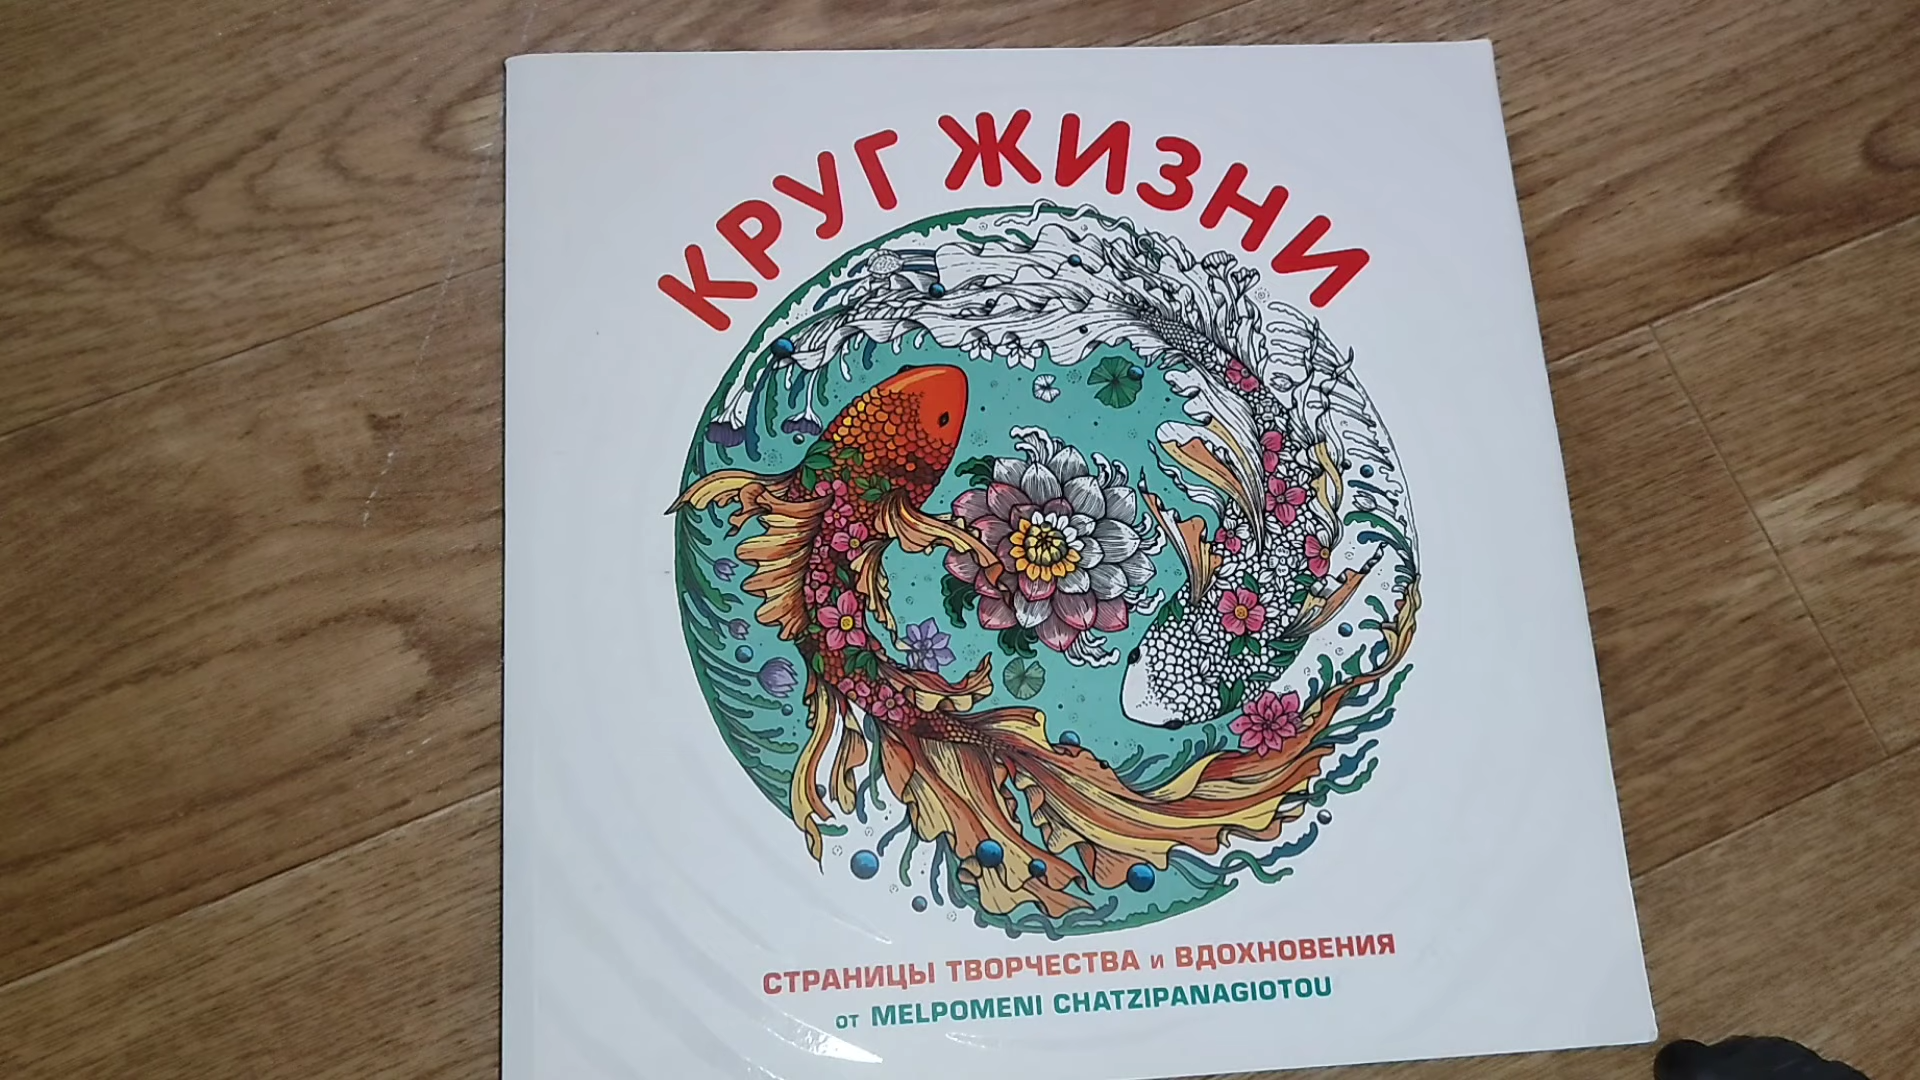 КРУГ ЖИЗНИ
СТРАНИЦЫ ТВОРЧЕСТВА и ВДОХНОВЕНИЯ
от MELPOMENI CHATZIPANAGIOTOU